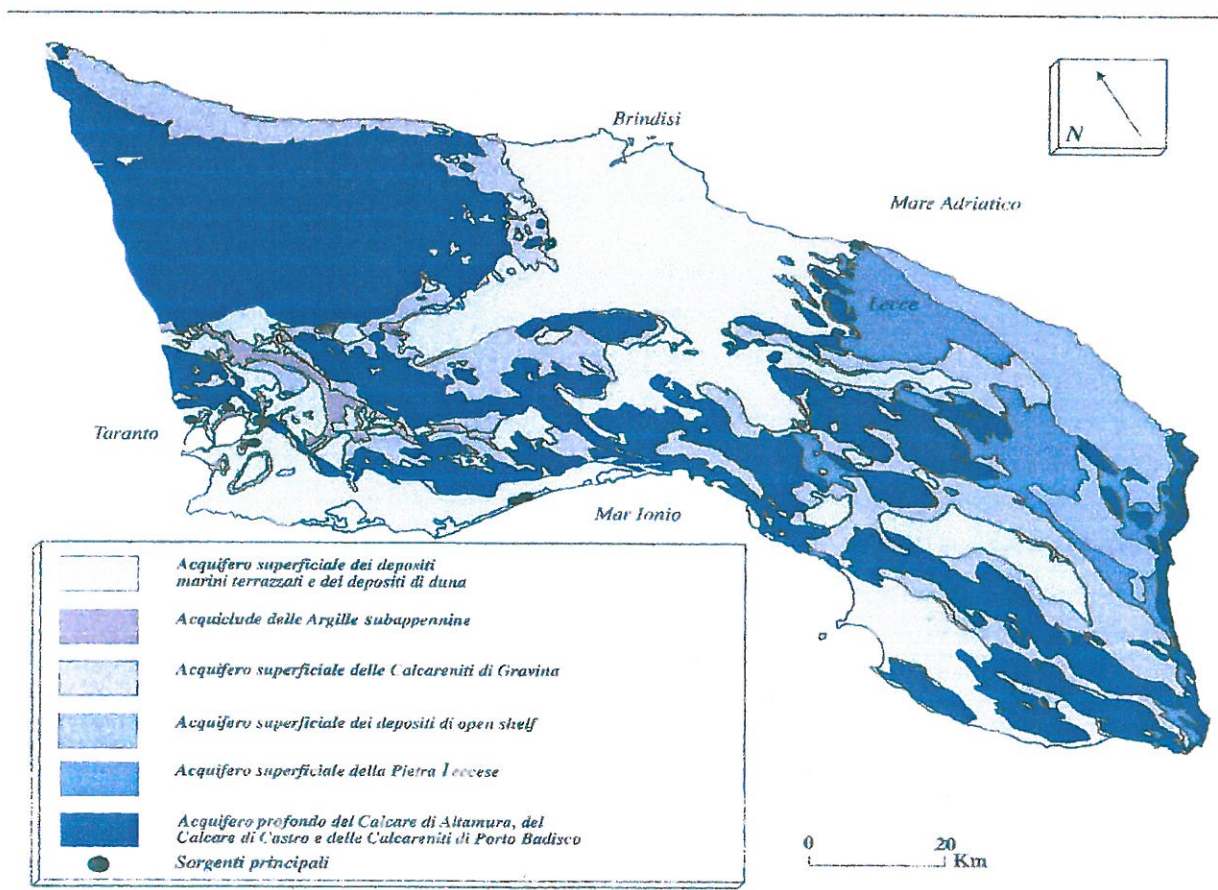 Brindisi
N
Mare Adriatico
Lecce
Taranto
Mar Ionio
Acquifero superficiale dei depositi
marini terrazzati e dei depositi di duna
Acquiclude delle Argille subappennine
Acquifero superficiale delle Calcareniti di Gravina
Acquifero superficiale dei depositi di open shelf
Acquifero superficiale della Pietra Leccese
Acquifero profondo del Calcare di Altamura, del
Calcare di Castro e delle Calcareniti di Porto Badisco
Sorgenti principali
0 20
Km